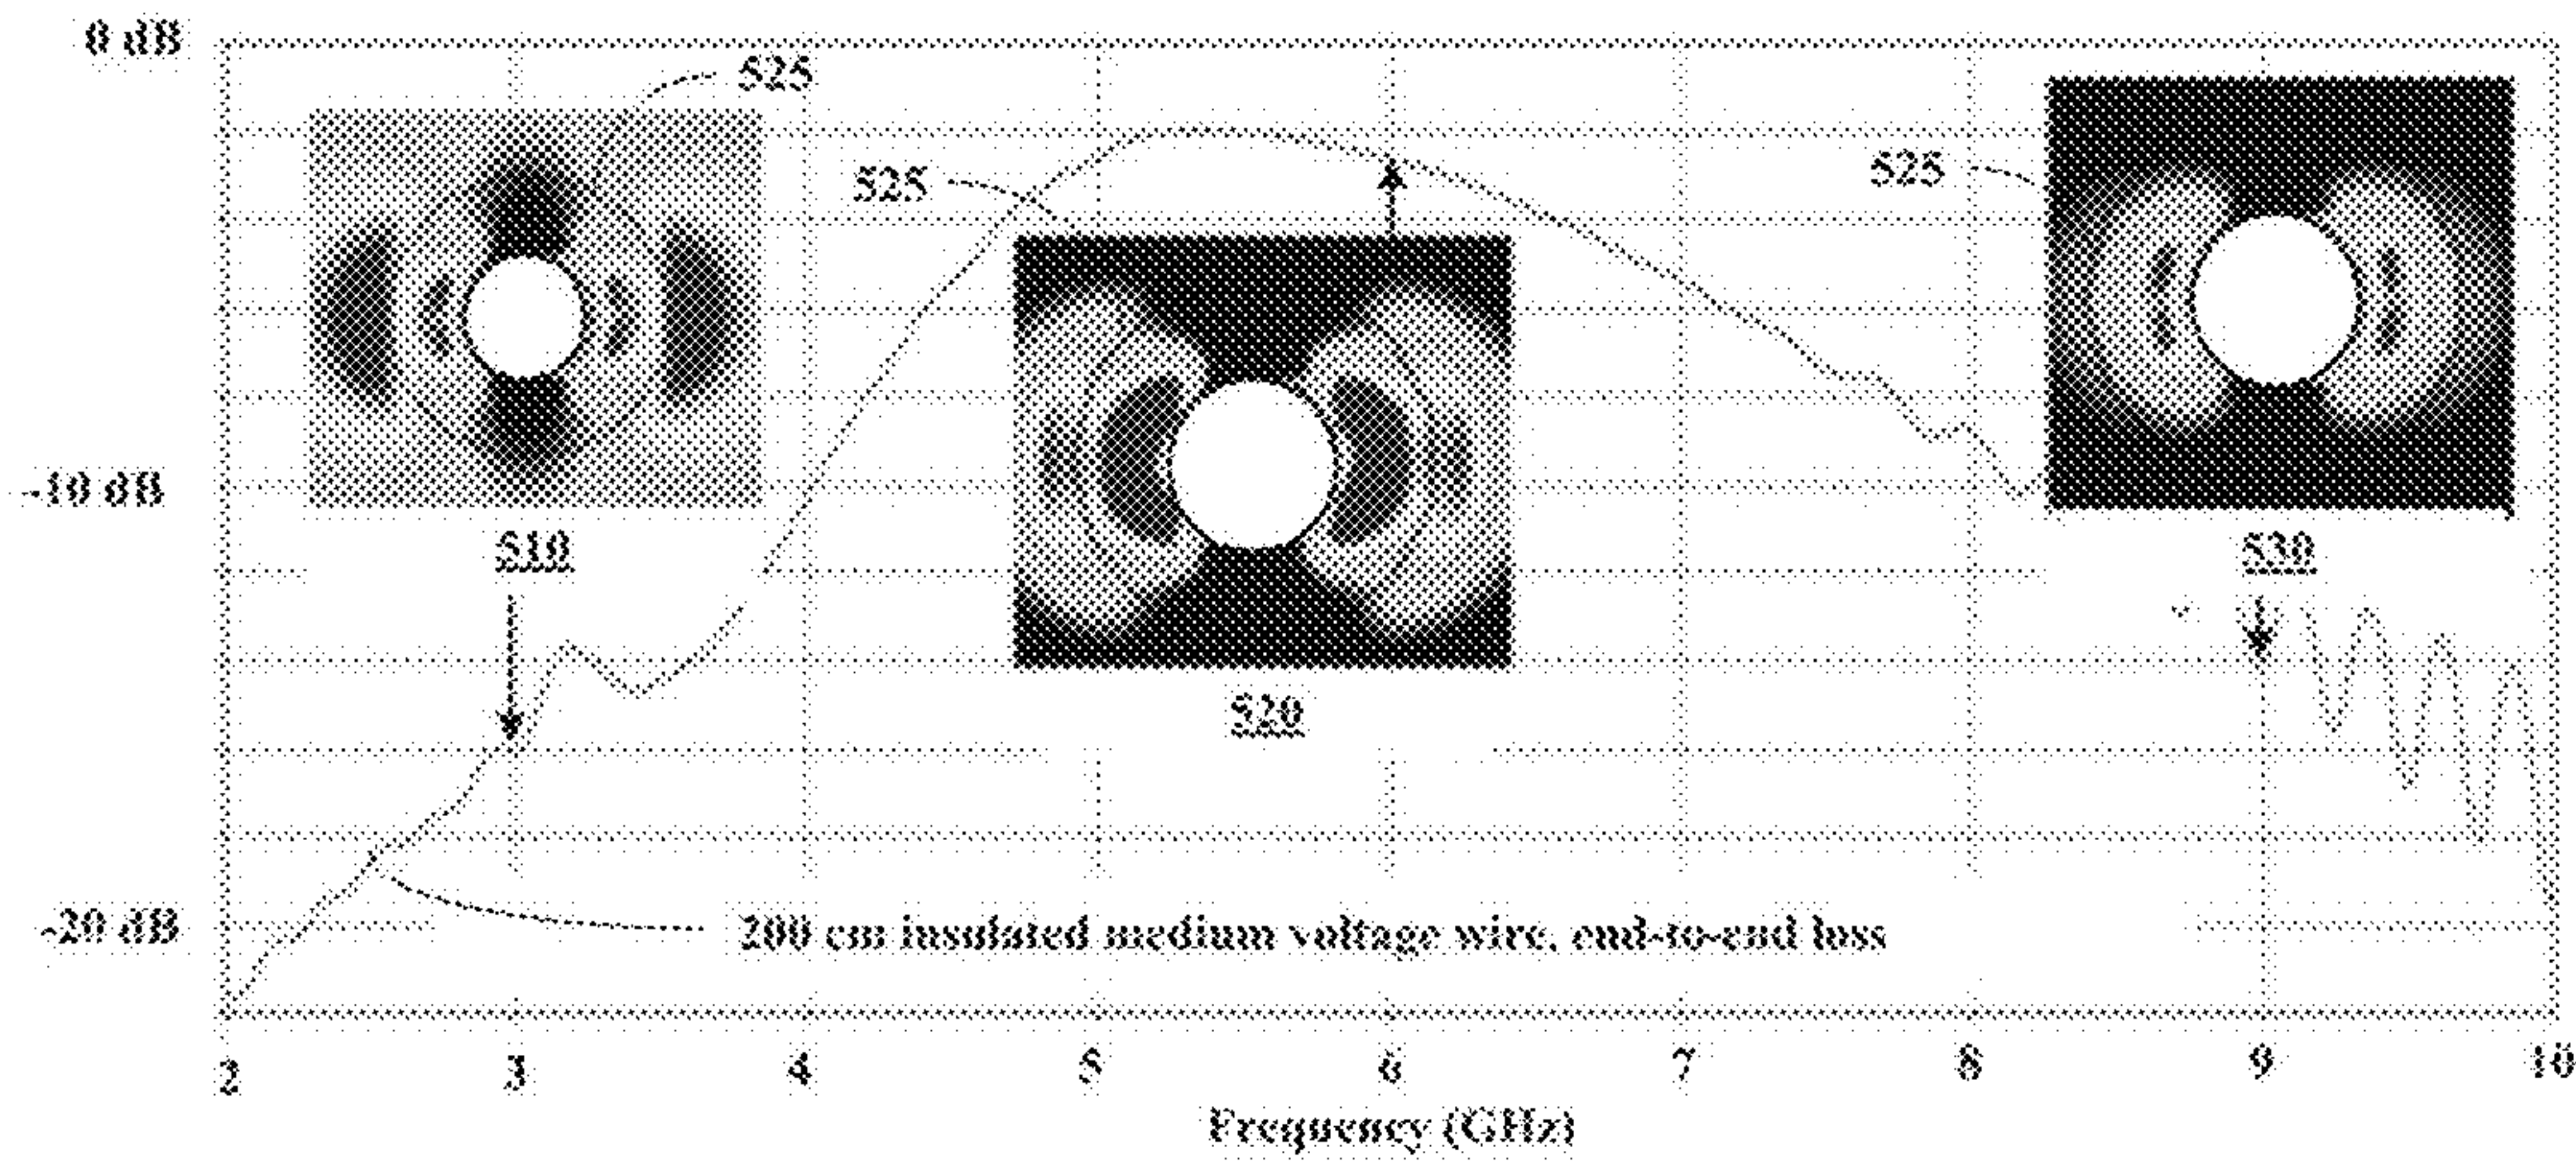 0 dB
525
525
525
-10 dB
510
530
520
-20 dB
200 cm insulated medium voltage wire, end-to-end loss
2 3 4 5 6 7 8 9 10
Frequency (GHz)